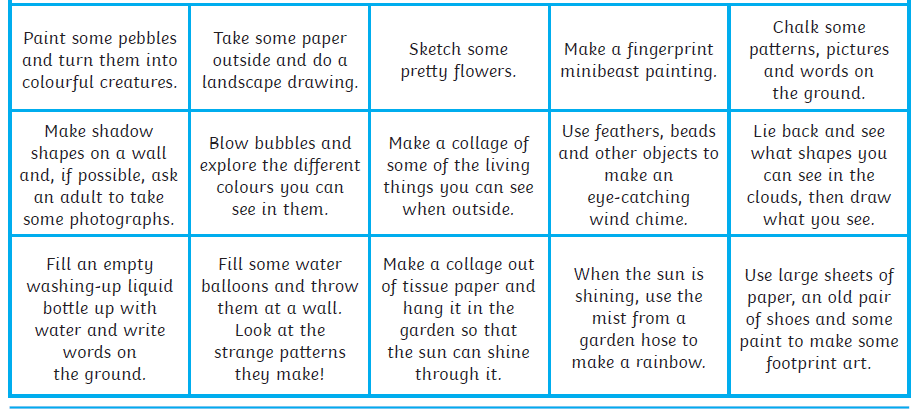 Paint some pebbles
and turn them into
colourful creatures.
Take some paper
outside and do a
landscape drawing.
Sketch some
pretty flowers.
Make a fingerprint
minibeast painting.
Chalk some
patterns, pictures
and words on
the ground.
Make shadow
shapes on a wall
and, if possible, ask
an adult to take
some photographs.
Blow bubbles and
explore the different
colours you can
see in them.
Make a collage of
some of the living
things you can see
when outside.
Use feathers, beads
and other objects to
make an
eye-catching
wind chime.
Lie back and see
what shapes you
can see in the
clouds, then draw
what you see.
Fill an empty
washing-up liquid
bottle up with
water and write
words on
the ground.
Fill some water
balloons and throw
them at a wall.
Look at the
strange patterns
they make!
Make a collage out
of tissue paper and
hang it in the
garden so that
the sun can shine
through it.
When the sun is
shining, use the
mist from a
garden hose to
make a rainbow.
Use large sheets of
paper, an old pair
of shoes and some
paint to make some
footprint art.